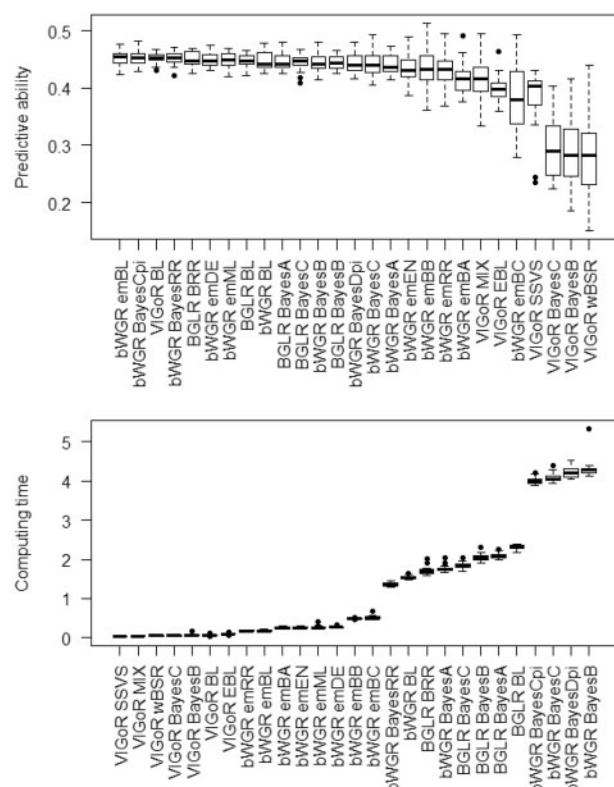 Predictive ability
0.5
0.4
0.3
0.2
bWGR emBL
bWGR BayesCpi
VIGoR BL
bWGR BayesRR
BGLR BRR
bWGR emDE
bWGR emML
BGLR BL
bWGR BL
BGLR BayesA
BGLR BayesC
bWGR BayesB
BGLR BayesB
bWGR BayesDpi
bWGR BayesC
bWGR BayesA
bWGR emEN
bWGR emBB
bWGR emRR
bWGR emBA
VIGoR MIX
VIGoR EBL
bWGR emBC
VIGoR SSVS
VIGoR BayesC
VIGoR BayesB
VIGoR wBSR
Computing time
5
4
3
2
1
0
VIGoR SSVS
VIGoR MIX
VIGoR wBSR
VIGoR BayesC
VIGoR BayesB
VIGoR BL
VIGoR EBL
bWGR emRR
bWGR emBL
bWGR emBA
bWGR emEN
bWGR emML
bWGR emDE
bWGR emBB
bWGR emBC
bWGR BayesRR
bWGR BL
BGLR BRR
bWGR BayesA
BGLR BayesC
BGLR BayesB
BGLR BayesA
BGLR BL
bWGR BayesCpi
bWGR BayesC
bWGR BayesDpi
bWGR BayesB